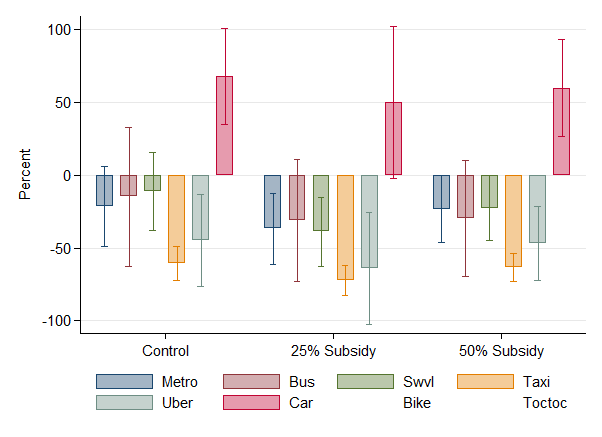 100
50
0
-50
-100
Percent
Control 25% Subsidy 50% Subsidy
Metro Bus Swvl Taxi
Uber Car Bike Toctoc